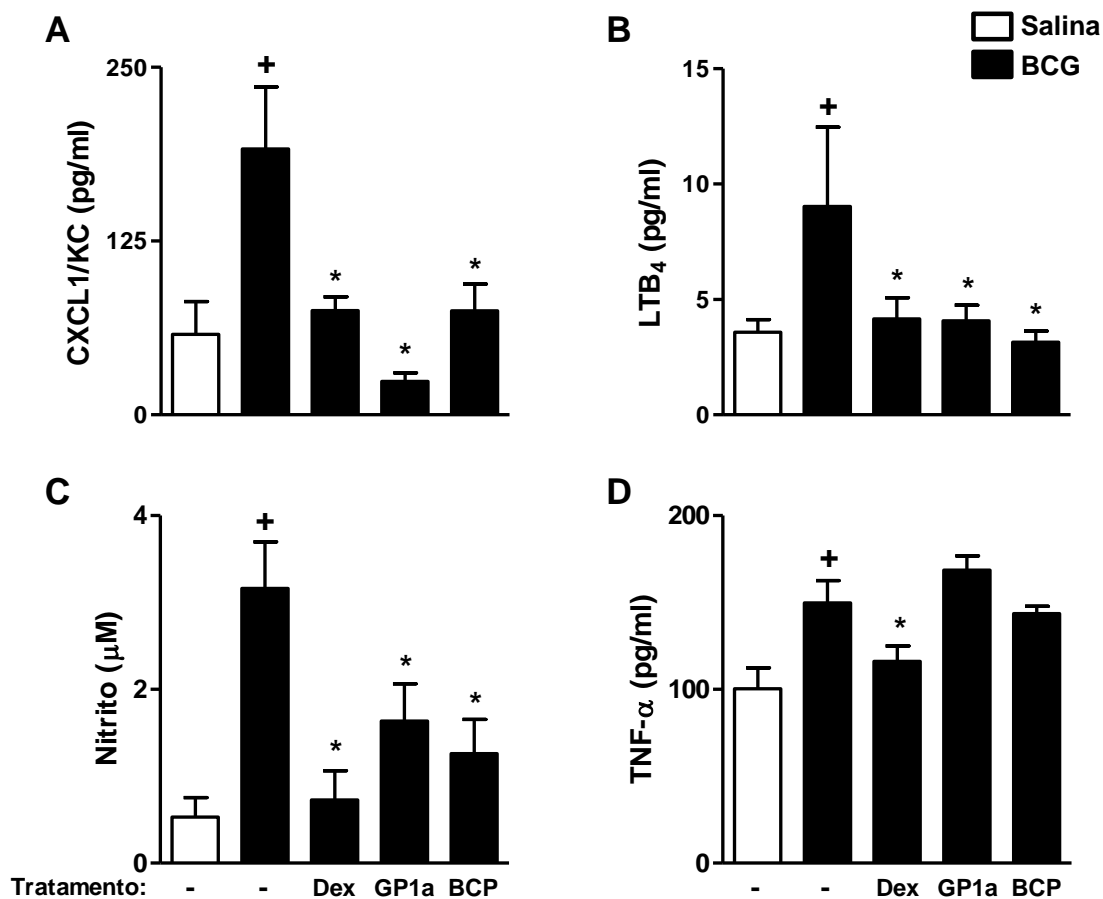 A
B
Salina
BCG
250
125
0
CXCL1/KC (pg/ml)
+
*
*
*
15
10
5
0
LTB₄ (pg/ml)
+
*
*
*
C
D
4
2
0
Nitrito (μM)
+
*
*
*
200
100
0
TNF-α (pg/ml)
+
*
Tratamento: - - Dex GP1a BCP
- - Dex GP1a BCP